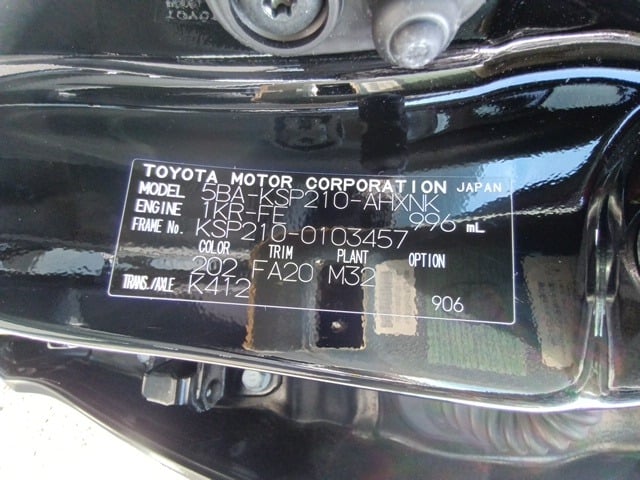 TOYOTA MOTOR CORPORATION JAPAN
MODEL 5BA-KSP210-AHXNK
ENGINE 1KR-FE 996 mL
FRAME No. KSP210-0103457
COLOR TRIM PLANT OPTION
202 FA20 M32
TRANS./AXLE K412
906